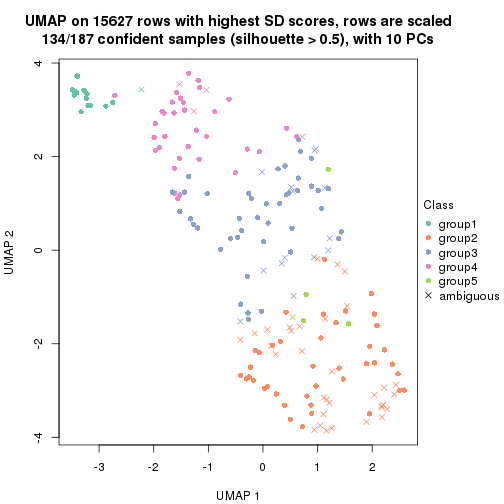 UMAP on 15627 rows with highest SD scores, rows are scaled
134/187 confident samples (silhouette > 0.5), with 10 PCs
4
2
0
-2
-4
UMAP 2
-3
-2
-1
0
1
2
UMAP 1
Class
group1
group2
group3
group4
group5
ambiguous